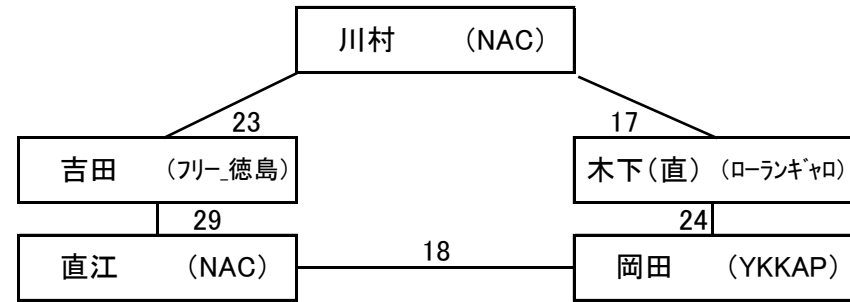 川村 (NAC)
23 17
吉田 (フリー_徳島) 木下(直) (ローランギャロ)
29 24
直江 (NAC) 18 岡田 (YKKAP)